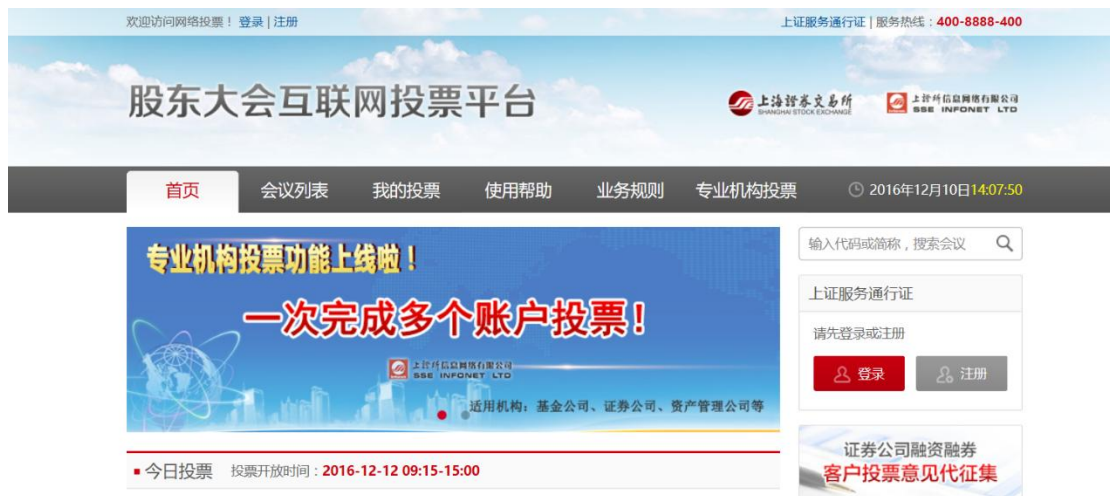 欢迎访问网络投票！ 登录 | 注册
上证服务通行证 | 服务热线：400-8888-400
股东大会互联网投票平台
上海證券交易所
SHANGHAI STOCK EXCHANGE
上證所信息网络有限公司
SSE INFONET LTD
首页 会议列表 我的投票 使用帮助 业务规则 专业机构投票 2016年12月10日14:07:50
专业机构投票功能上线啦！
一次完成多个账户投票！
上證所信息网络有限公司
SSE INFONET LTD
适用机构：基金公司、证券公司、资产管理公司等
输入代码或简称，搜索会议
上证服务通行证
请先登录或注册
登录 注册
证券公司融资融券
客户投票意见代征集
今日投票 投票开放时间：2016-12-12 09:15-15:00